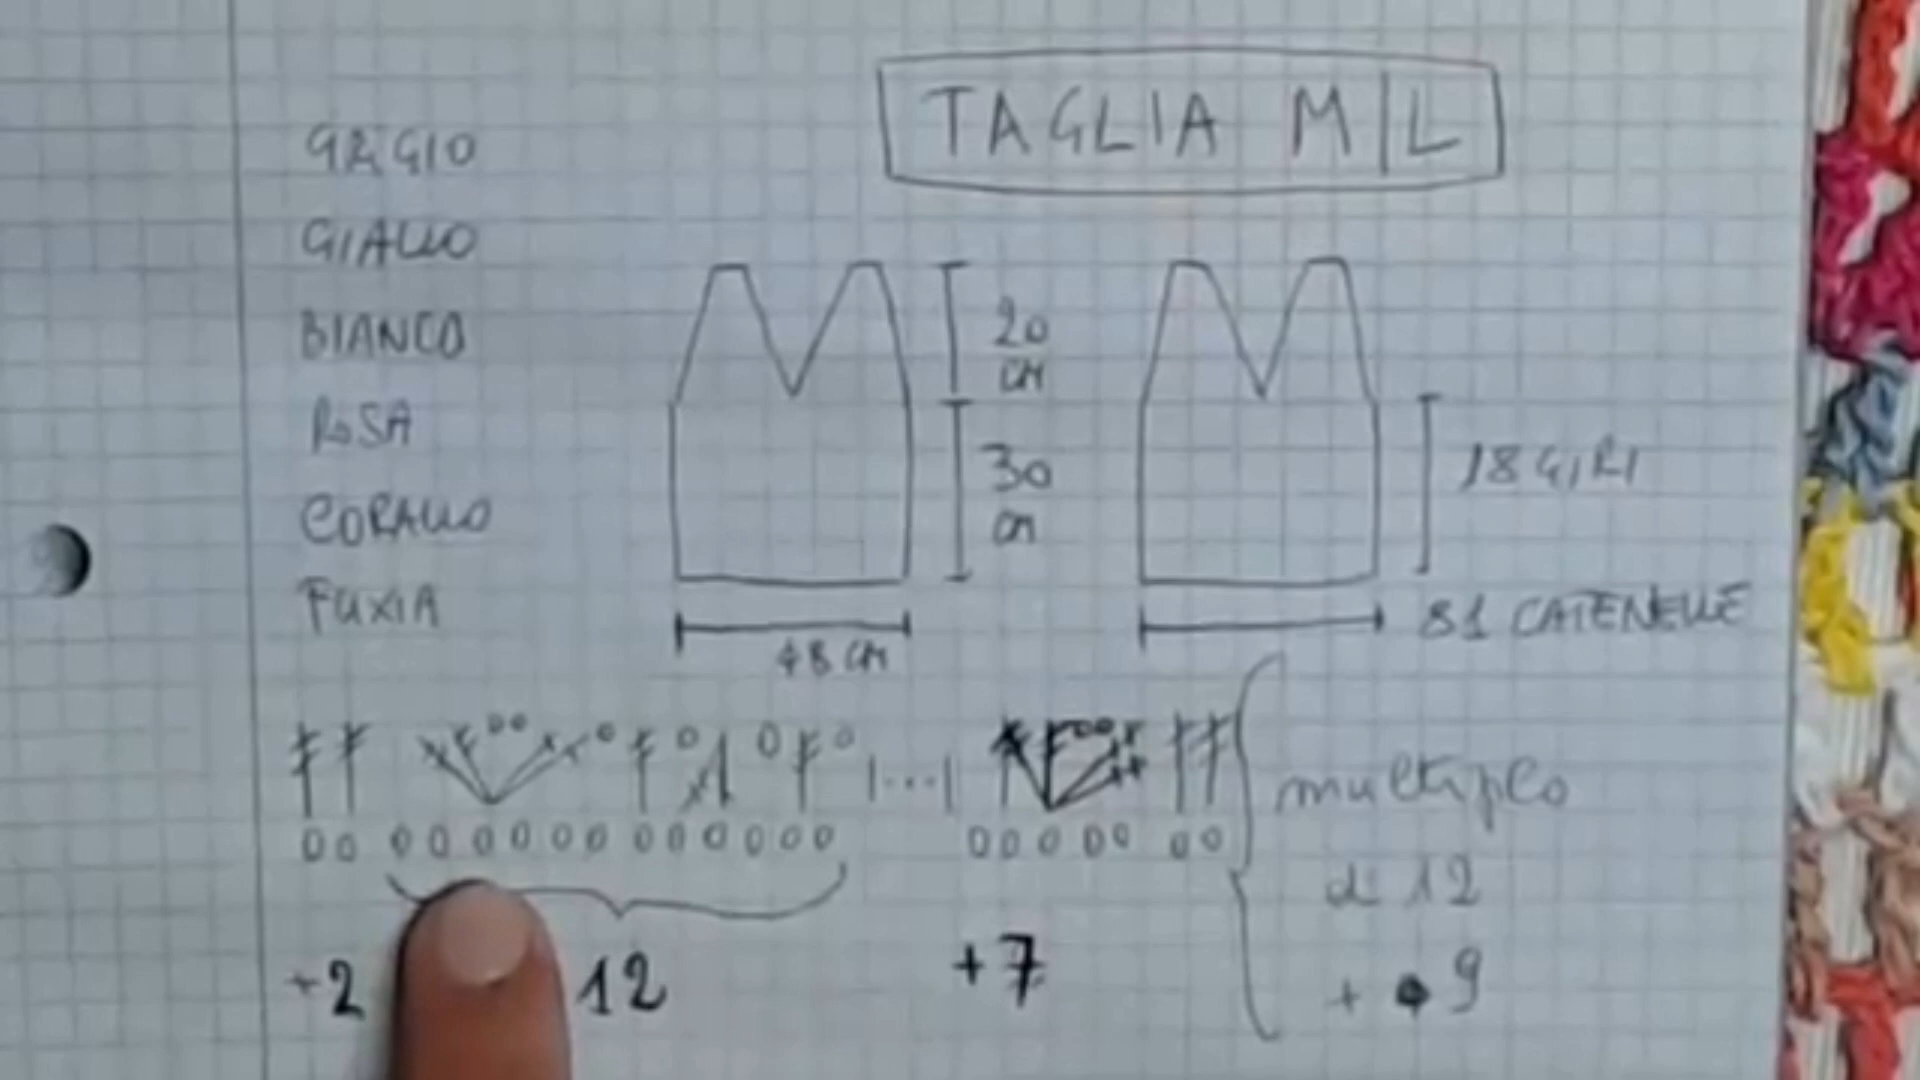 TAGLIA M/L
GRIGIO
GIALLO
BIANCO
ROSA
CORALLO
FUXIA
20
cm
30
cm
48 cm
18 GIRI
81 CATENELLE
multiplo
di 12
+ 9
+2
12
+7